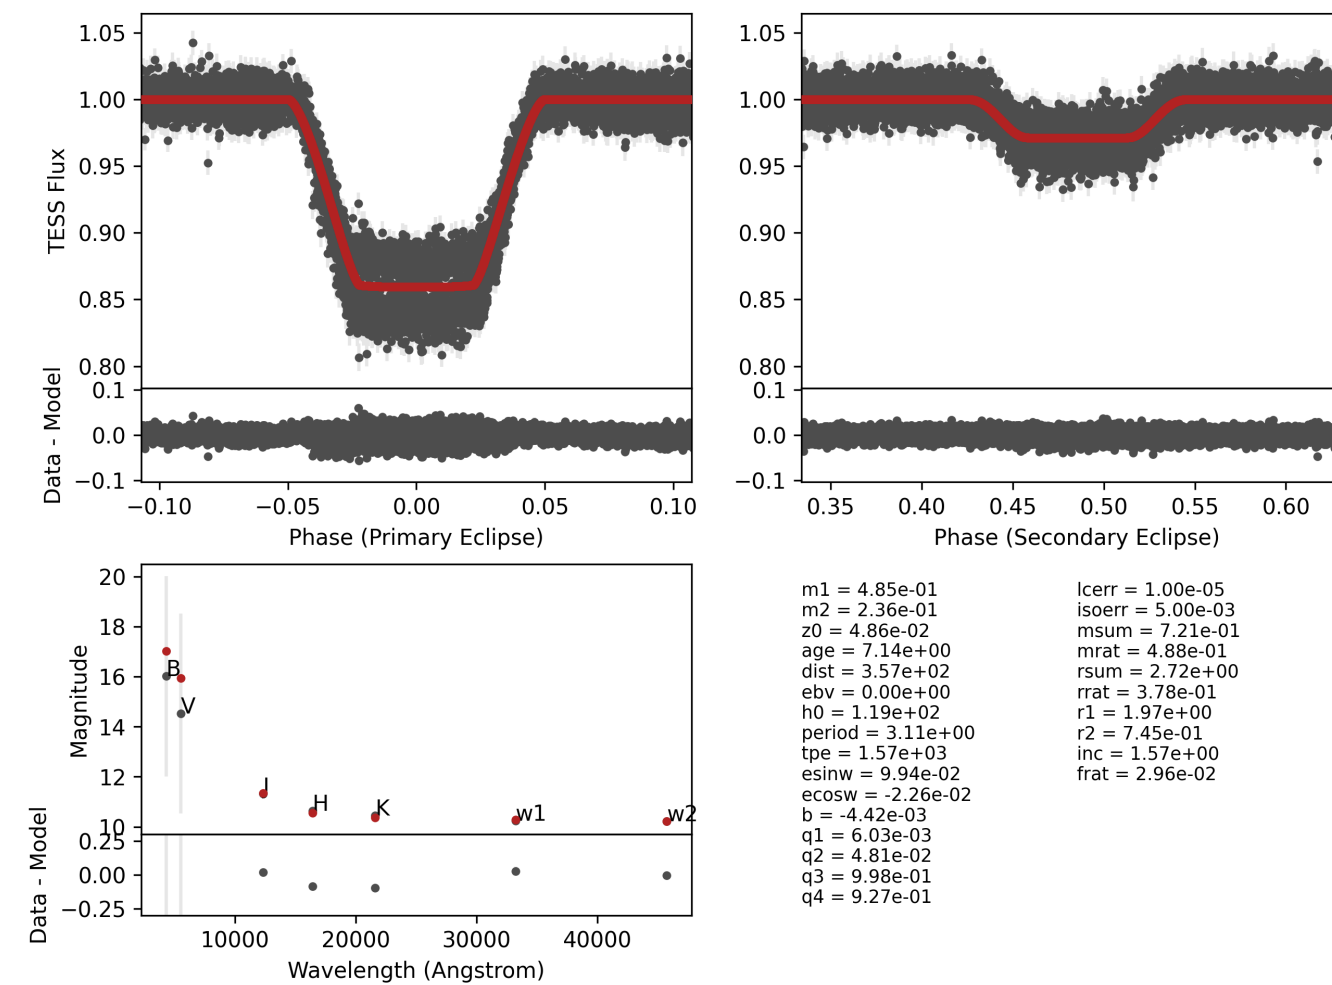 1.05
1.00
0.95
0.90
0.85
0.80
TESS Flux
0.1
0.0
−0.1
Data - Model
−0.10 −0.05 0.00 0.05 0.10
Phase (Primary Eclipse)
1.05
1.00
0.95
0.90
0.85
0.80
0.1
0.0
−0.1
0.35 0.40 0.45 0.50 0.55 0.60
Phase (Secondary Eclipse)
20
18
16
14
12
10
Magnitude
B
V
J
H
K
w1
w2
0.25
0.00
−0.25
Data - Model
10000 20000 30000 40000
Wavelength (Angstrom)
m1 = 4.85e-01
m2 = 2.36e-01
z0 = 4.86e-02
age = 7.14e+00
dist = 3.57e+02
ebv = 0.00e+00
h0 = 1.19e+02
period = 3.11e+00
tpe = 1.57e+03
esinw = 9.94e-02
ecosw = -2.26e-02
b = -4.42e-03
q1 = 6.03e-03
q2 = 4.81e-02
q3 = 9.98e-01
q4 = 9.27e-01
lcerr = 1.00e-05
isoerr = 5.00e-03
msum = 7.21e-01
mrat = 4.88e-01
rsum = 2.72e+00
rrat = 3.78e-01
r1 = 1.97e+00
r2 = 7.45e-01
inc = 1.57e+00
frat = 2.96e-02